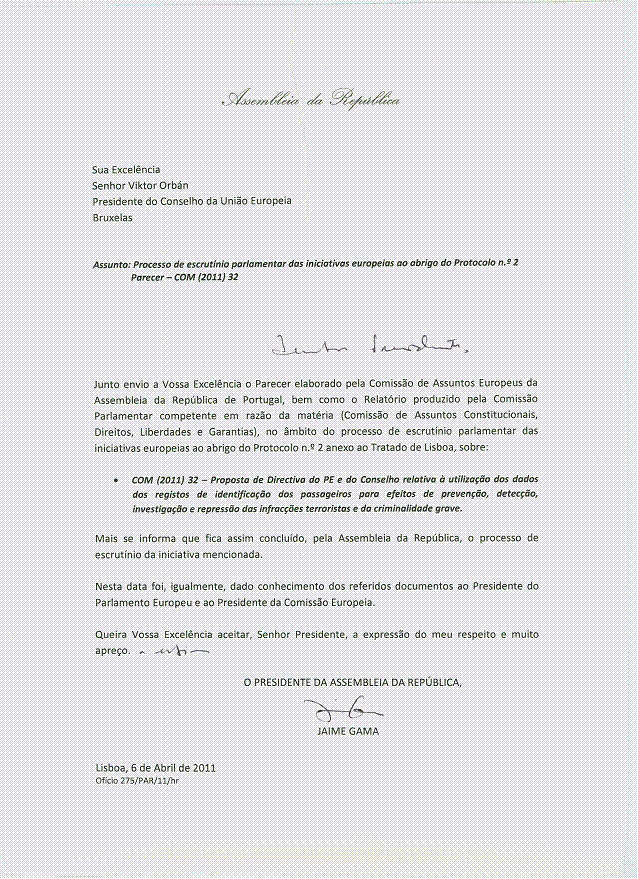 Assembleia da República
Sua Excelência
Senhor Viktor Orbán
Presidente do Conselho da União Europeia
Bruxelas
Assunto: Processo de escrutínio parlamentar das iniciativas europeias ao abrigo do Protocolo n.º 2
Parecer – COM (2011) 32
Senhor Presidente,
Junto envio a Vossa Excelência o Parecer elaborado pela Comissão de Assuntos Europeus da
Assembleia da República de Portugal, bem como o Relatório produzido pela Comissão
Parlamentar competente em razão da matéria (Comissão de Assuntos Constitucionais,
Direitos, Liberdades e Garantias), no âmbito do processo de escrutínio parlamentar das
iniciativas europeias ao abrigo do Protocolo n.º 2 anexo ao Tratado de Lisboa, sobre:
• COM (2011) 32 – Proposta de Directiva do PE e do Conselho relativa à utilização dos dados
dos registos de identificação dos passageiros para efeitos de prevenção, detecção,
investigação e repressão das infracções terroristas e da criminalidade grave.
Mais se informa que fica assim concluído, pela Assembleia da República, o processo de
escrutínio da iniciativa mencionada.
Nesta data foi, igualmente, dado conhecimento dos referidos documentos ao Presidente do
Parlamento Europeu e ao Presidente da Comissão Europeia.
Queira Vossa Excelência aceitar, Senhor Presidente, a expressão do meu respeito e muito
apreço.
O PRESIDENTE DA ASSEMBLEIA DA REPÚBLICA,
JAIME GAMA
Lisboa, 6 de Abril de 2011
Ofício 275/PAR/11/hr